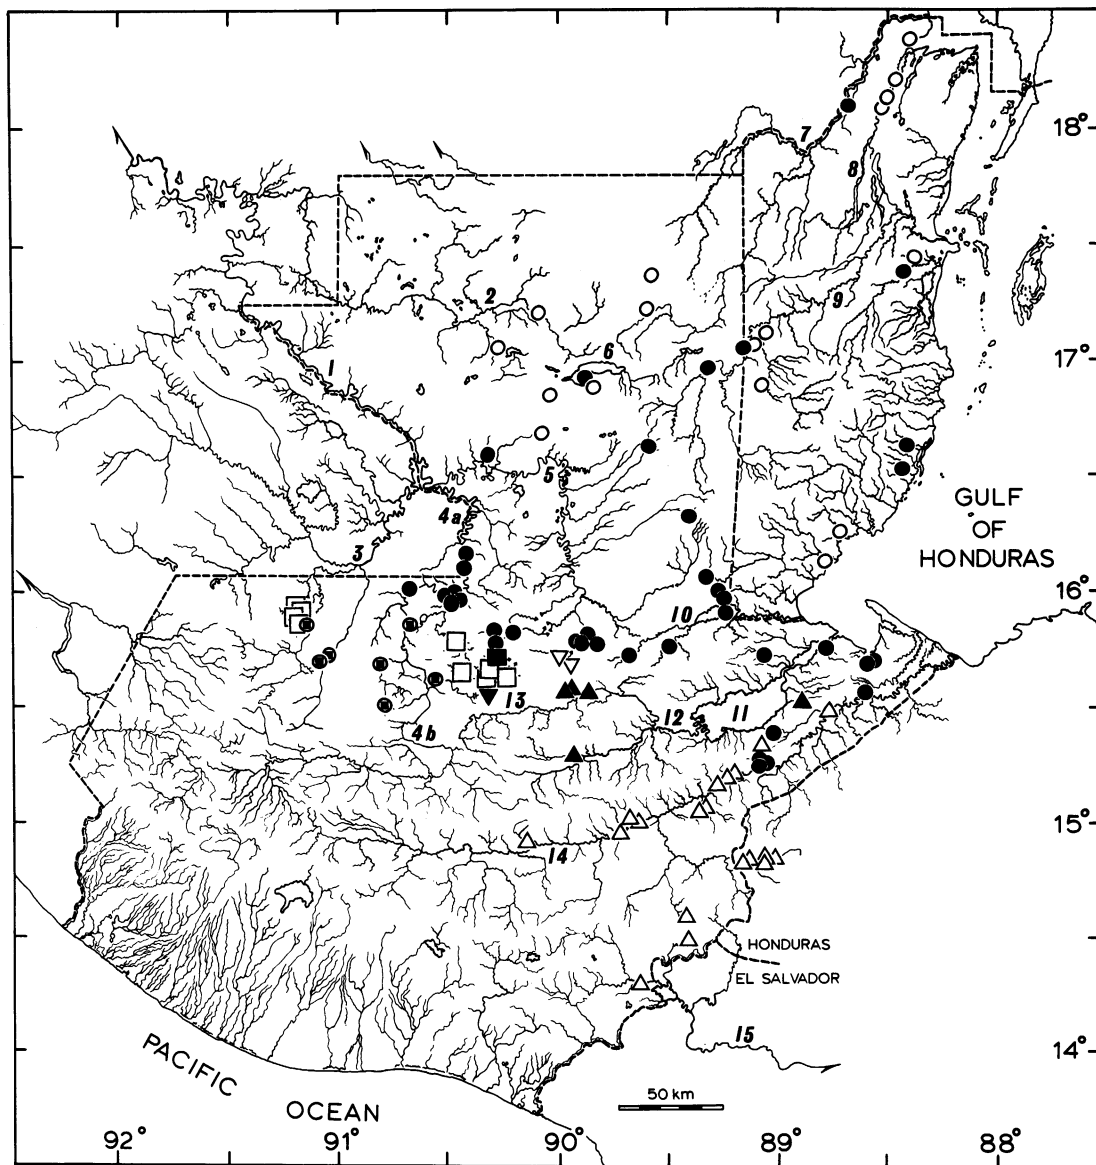 7
18°
8
2
9
6
17°
1
5
4a
GULF
OF
HONDURAS
3
16°
10
13
12
11
4b
15°
14
HONDURAS
EL SALVADOR
15
14°
PACIFIC
OCEAN
50 km
92°
91°
90°
89°
88°